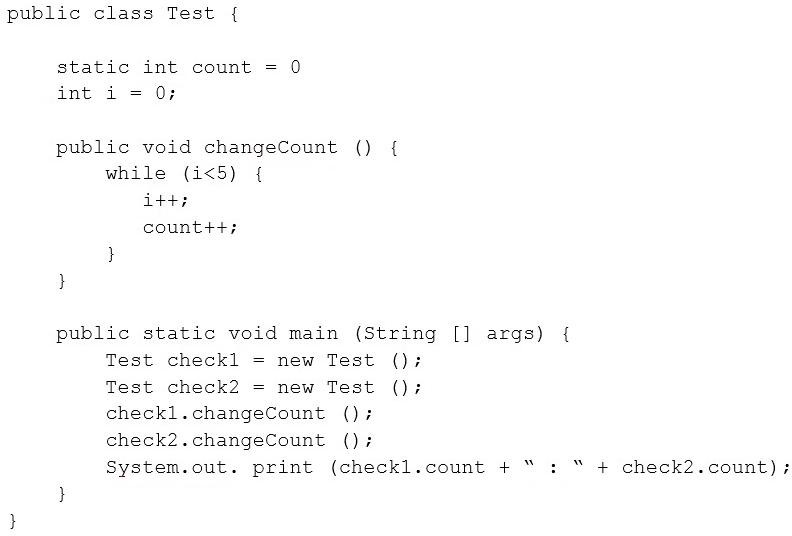 public class Test {
static int count = 0
int i = 0;
public void changeCount () {
while (i<5) {
i++;
count++;
}
}
public static void main (String [] args) {
Test check1 = new Test ();
Test check2 = new Test ();
check1.changeCount ();
check2.changeCount ();
System.out. print (check1.count + “ : “ + check2.count);
}
}